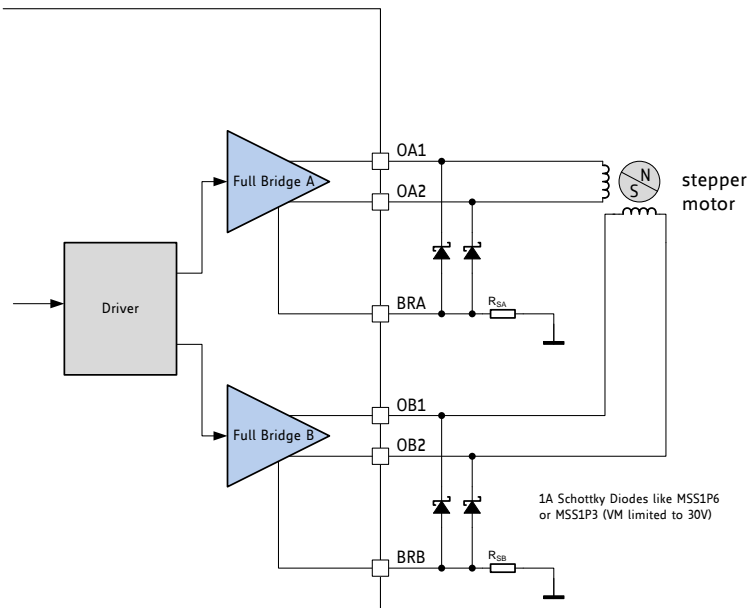 OA1
Full Bridge A
OA2
N
S
stepper
motor
Driver
BRA
RSA
OB1
Full Bridge B
OB2
1A Schottky Diodes like MSS1P6
or MSS1P3 (VM limited to 30V)
BRB
RSB